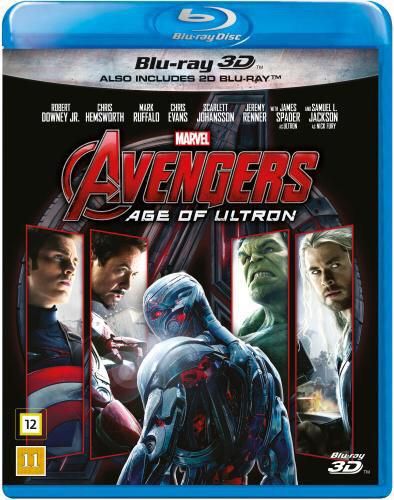 Blu-ray Disc
Blu-ray 3D™
ALSO INCLUDES 2D BLU-RAY™
ROBERT DOWNEY JR. CHRIS HEMSWORTH MARK RUFFALO CHRIS EVANS SCARLETT JOHANSSON JEREMY RENNER WITH JAMES SPADER AS ULTRON AND SAMUEL L. JACKSON AS NICK FURY
MARVEL
AVENGERS
AGE OF ULTRON
12
11
Blu-ray
3D